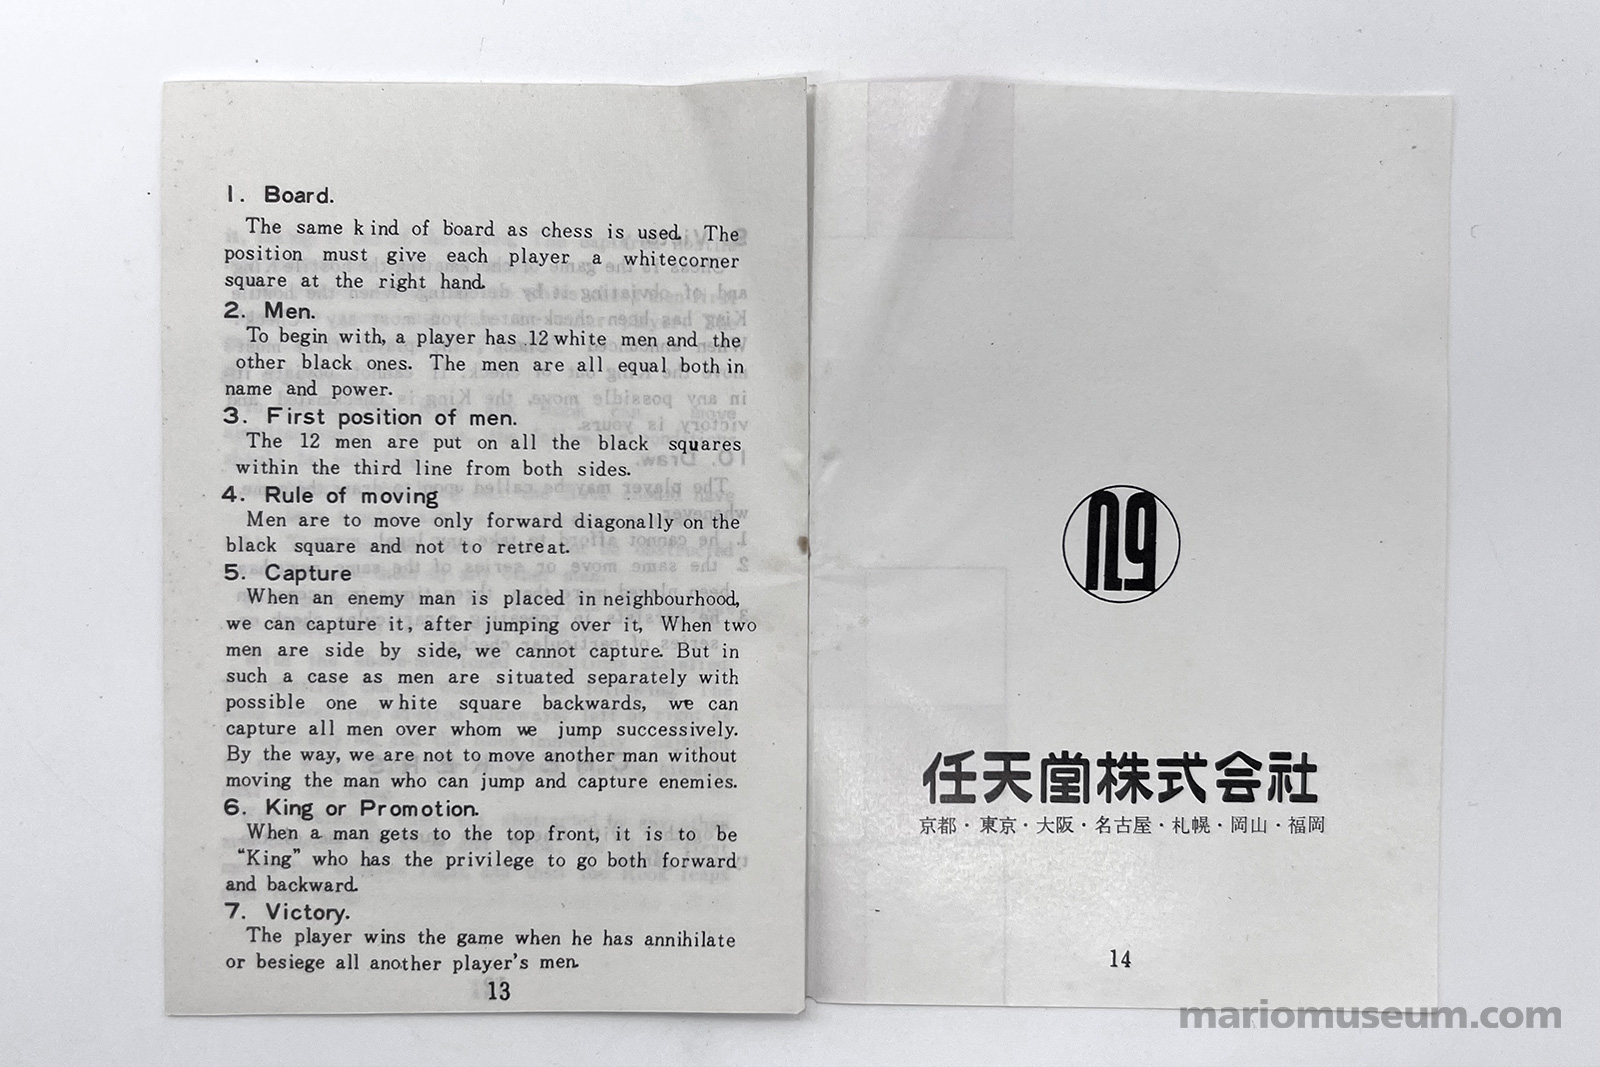 1. Board.
The same kind of board as chess is used. The
position must give each player a whitecorner
square at the right hand.
2. Men.
To begin with, a player has 12 white men and the
other black ones. The men are all equal both in
name and power.
3. First position of men.
The 12 men are put on all the black squares
within the third line from both sides.
4. Rule of moving
Men are to move only forward diagonally on the
black square and not to retreat.
5. Capture
When an enemy man is placed in neighbourhood,
we can capture it, after jumping over it, When two
men are side by side, we cannot capture. But in
such a case as men are situated separately with
possible one white square backwards, we can
capture all men over whom we jump successively.
By the way, we are not to move another man without
moving the man who can jump and capture enemies.
6. King or Promotion.
When a man gets to the top front, it is to be
"King" who has the privilege to go both forward
and backward.
7. Victory.
The player wins the game when he has annihilate
or besiege all another player's men.
13
任天堂株式会社
京都・東京・大阪・名古屋・札幌・岡山・福岡
14
mariomuseum.com